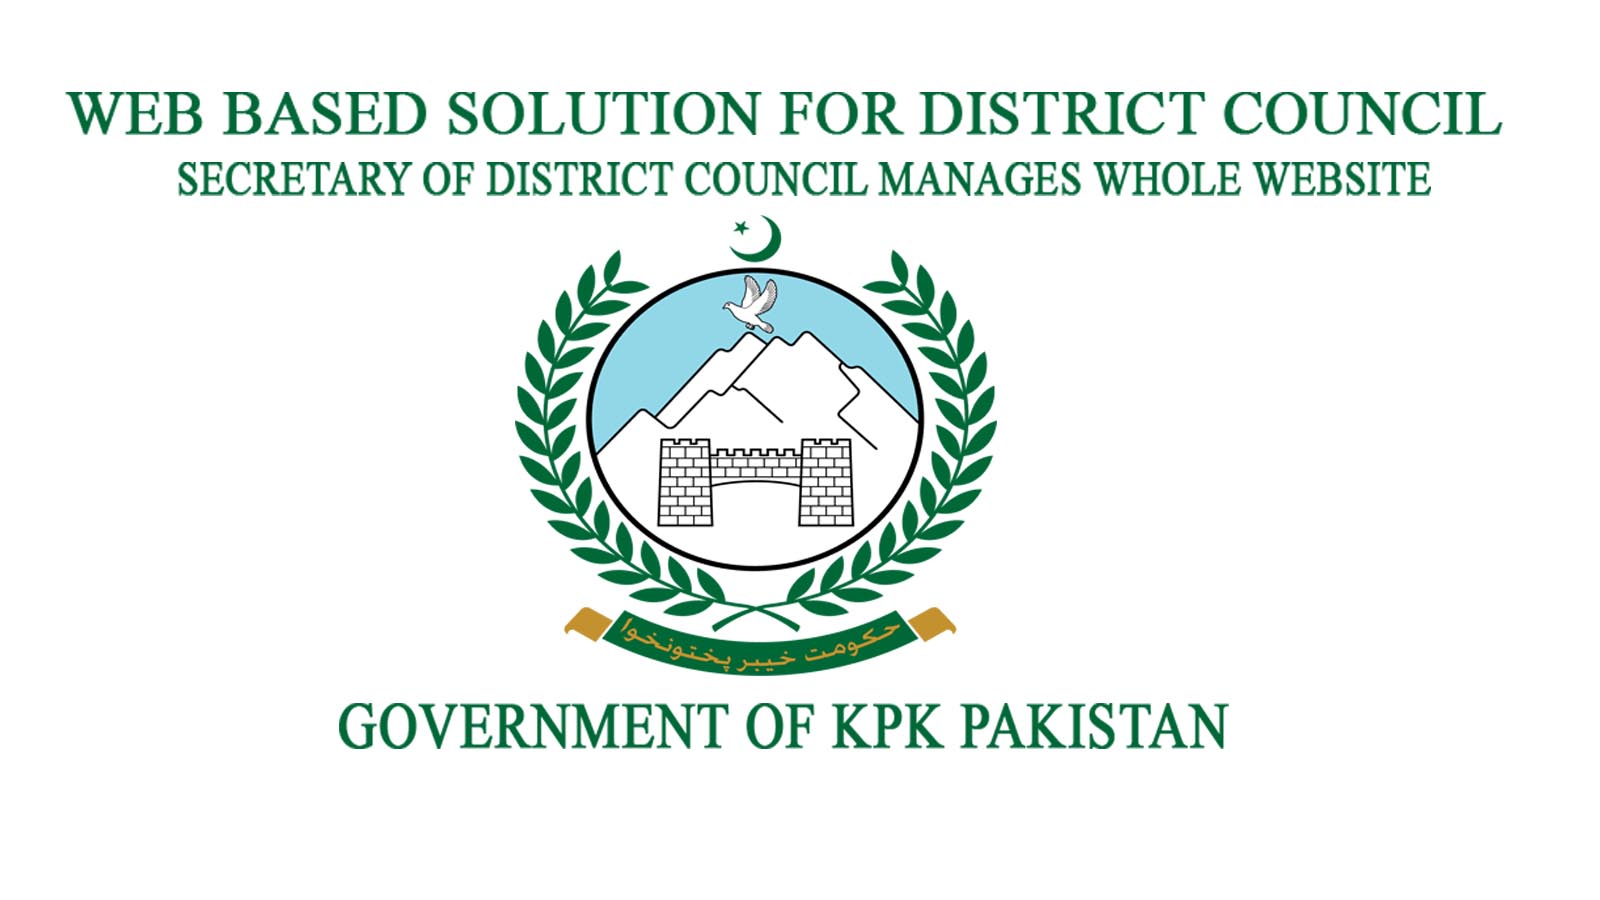 WEB BASED SOLUTION FOR DISTRICT COUNCIL
SECRETARY OF DISTRICT COUNCIL MANAGES WHOLE WEBSITE
حکومت خیبر پختونخوا
GOVERNMENT OF KPK PAKISTAN